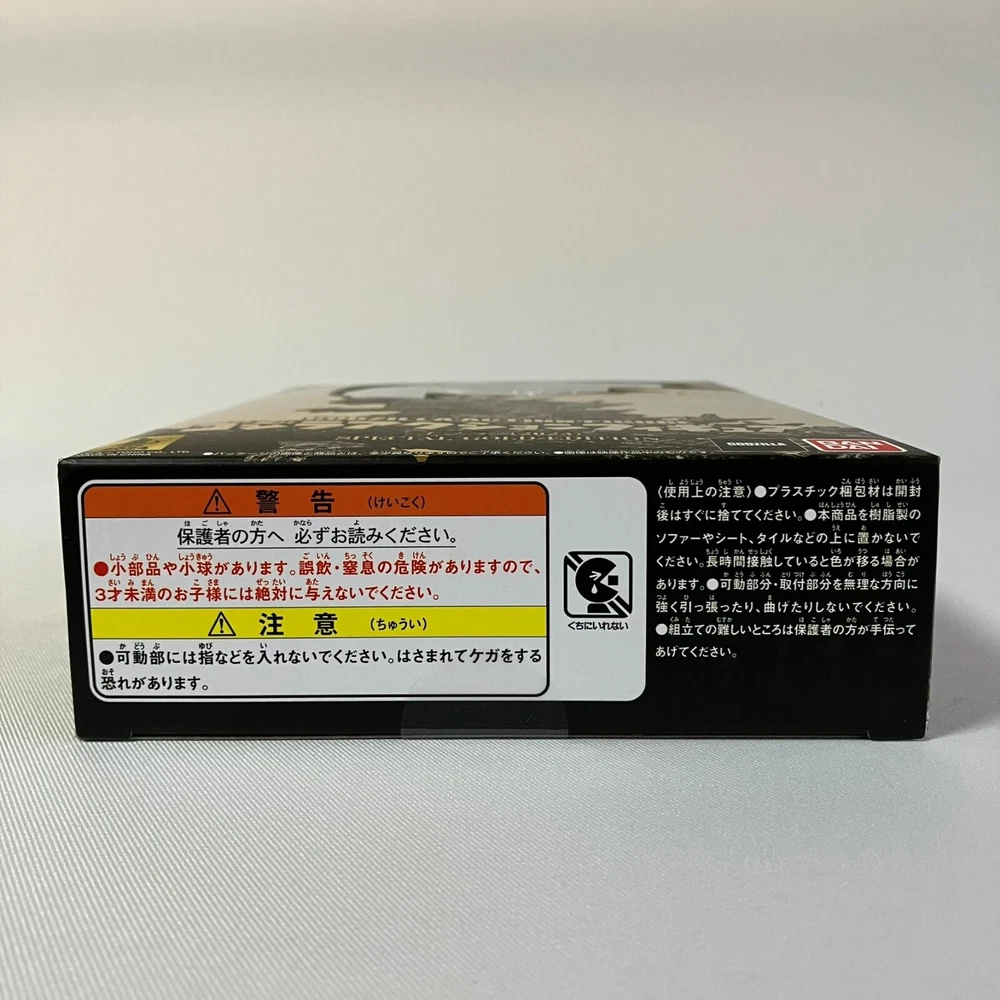 SPECIAL GOLD EDITION
GODZILLA
BANDAI
警告 (けいこく)
保護者の方へ 必ずお読みください。
●小部品や小球があります。誤飲・窒息の危険がありますので、
3才未満のお子様には絶対に与えないでください。
注意 (ちゅうい)
●可動部には指などを入れないでください。はさまれてケガをする
恐れがあります。
くちにいれない
〈使用上の注意〉●プラスチック梱包材は開封
後はすぐに捨ててください。●本商品を樹脂製の
ソファーやシート、タイルなどの上に置かないで
ください。長時間接触していると色が移る場合が
あります。●可動部分・取付部分を無理な方向に
強く引っ張ったり、曲げたりしないでください。
●組立ての難しいところは保護者の方が手伝って
あげてください。